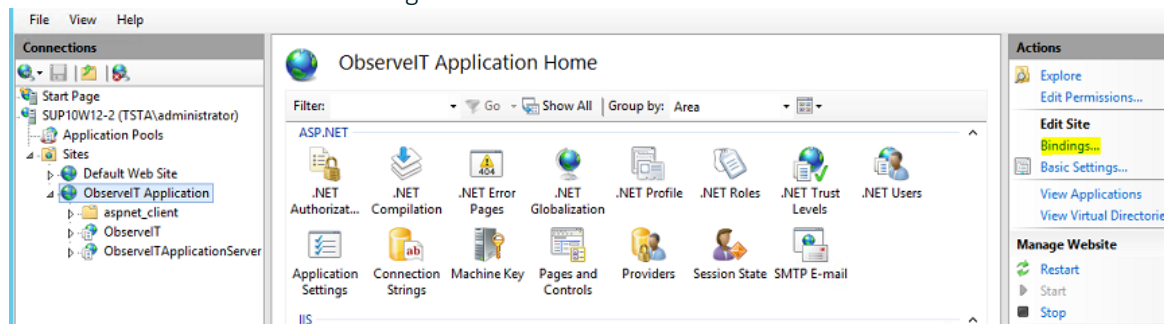 File View Help
Connections
Start Page
SUP10W12-2 (TSTA\administrator)
Application Pools
Sites
Default Web Site
ObserveIT Application
aspnet_client
ObserveIT
ObserveITApplicationServer
ObserveIT Application Home
Filter: Go Show All Group by: Area
ASP.NET
.NET Authorizat...
.NET Compilation
404
.NET Error Pages
.NET Globalization
.NET Profile
.NET Roles
.NET Trust Levels
.NET Users
Application Settings
ab
Connection Strings
Machine Key
Pages and Controls
Providers
Session State
SMTP E-mail
IIS
Actions
Explore
Edit Permissions...
Edit Site
Bindings...
Basic Settings...
View Applications
View Virtual Directorie
Manage Website
Restart
Start
Stop